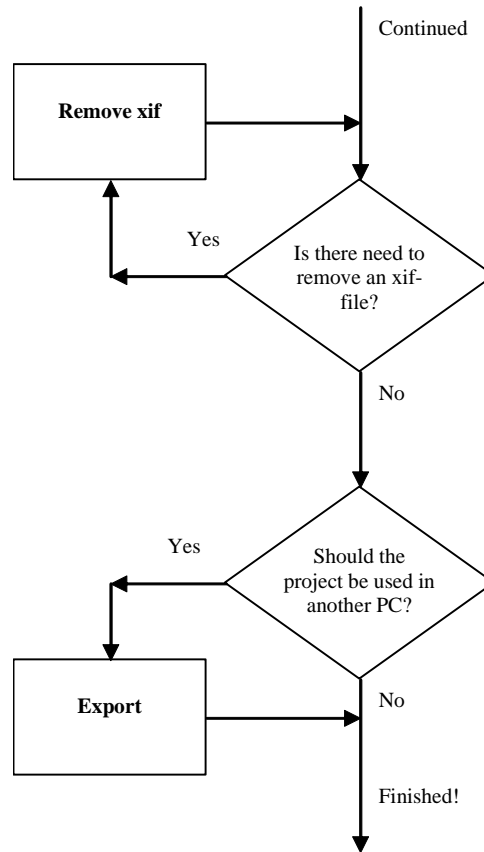 Continued
Remove xif
Yes
Is there need to
remove an xif-
file?
No
Yes
Should the
project be used in
another PC?
Export
No
Finished!